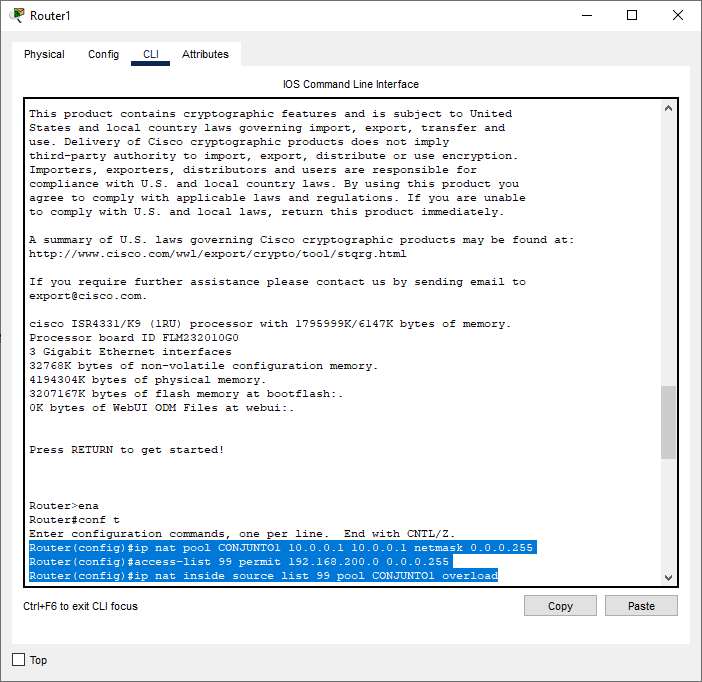 Router1
Physical Config CLI Attributes
IOS Command Line Interface
This product contains cryptographic features and is subject to United
States and local country laws governing import, export, transfer and
use. Delivery of Cisco cryptographic products does not imply
third-party authority to import, export, distribute or use encryption.
Importers, exporters, distributors and users are responsible for
compliance with U.S. and local country laws. By using this product you
agree to comply with applicable laws and regulations. If you are unable
to comply with U.S. and local laws, return this product immediately.
A summary of U.S. laws governing Cisco cryptographic products may be found at:
http://www.cisco.com/wwl/export/crypto/tool/stqrg.html
If you require further assistance please contact us by sending email to
export@cisco.com.
cisco ISR4331/K9 (1RU) processor with 1795999K/6147K bytes of memory.
Processor board ID FLM232010G0
3 Gigabit Ethernet interfaces
32768K bytes of non-volatile configuration memory.
4194304K bytes of physical memory.
3207167K bytes of flash memory at bootflash:.
0K bytes of WebUI ODM Files at webui:.
Press RETURN to get started!
Router>ena
Router#conf t
Enter configuration commands, one per line.  End with CNTL/Z.
Router(config)#ip nat pool CONJUNTO1 10.0.0.1 10.0.0.1 netmask 0.0.0.255
Router(config)#access-list 99 permit 192.168.200.0 0.0.0.255
Router(config)#ip nat inside source list 99 pool CONJUNTO1 overload
Ctrl+F6 to exit CLI focus
Copy Paste
Top